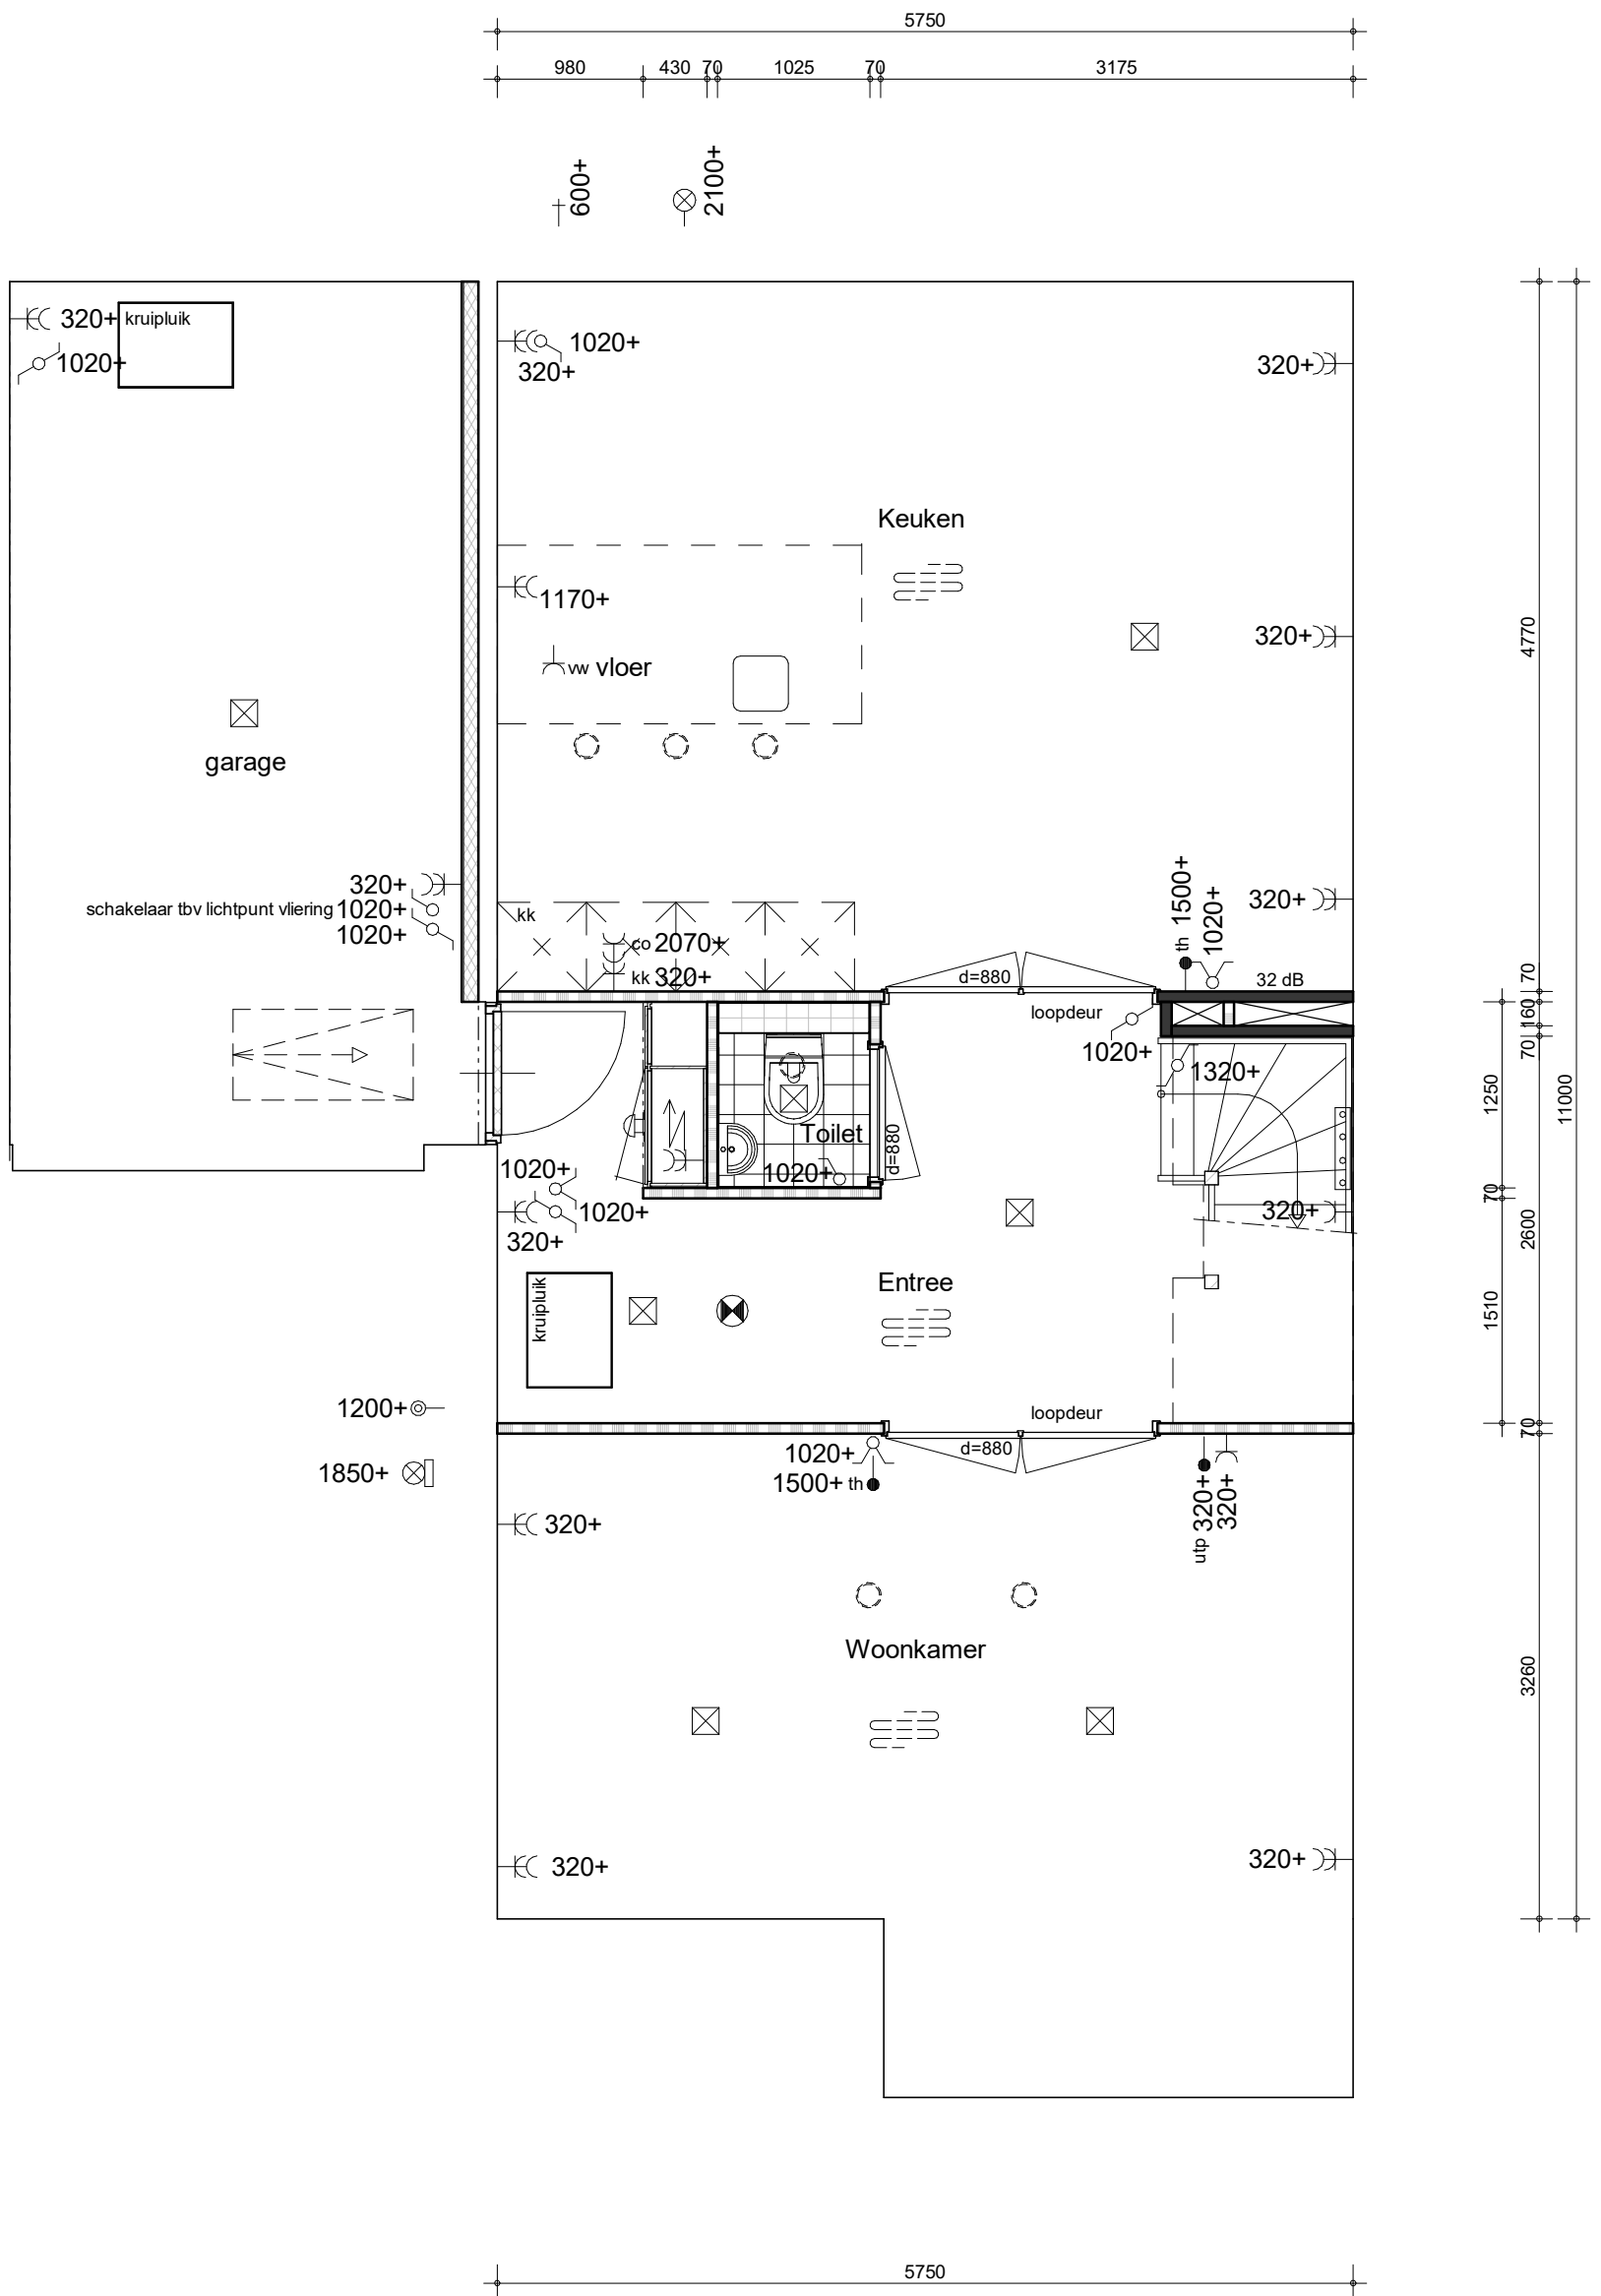 5750
980 430 70 1025 70 3175
600+
2100+
320+ kruipluik
1020+
1020+
320+
320+
Keuken
1170+
vw vloer
320+
4770
garage
320+
schakelaar tbv lichtpunt vliering 1020+
1020+
kk
co 2070+
kk 320+
320+
th 1500+
1020+
d=880
32 dB
loopdeur
1020+
1320+
70
160
70
1250
11000
Toilet
d=880
1020+
1020+
1020+
320+
320+
70
2600
Entree
kruipluik
1510
1200+
loopdeur
70
1020+
d=880
1500+ th
1850+
320+
utp 320+
320+
Woonkamer
3260
320+
320+
5750